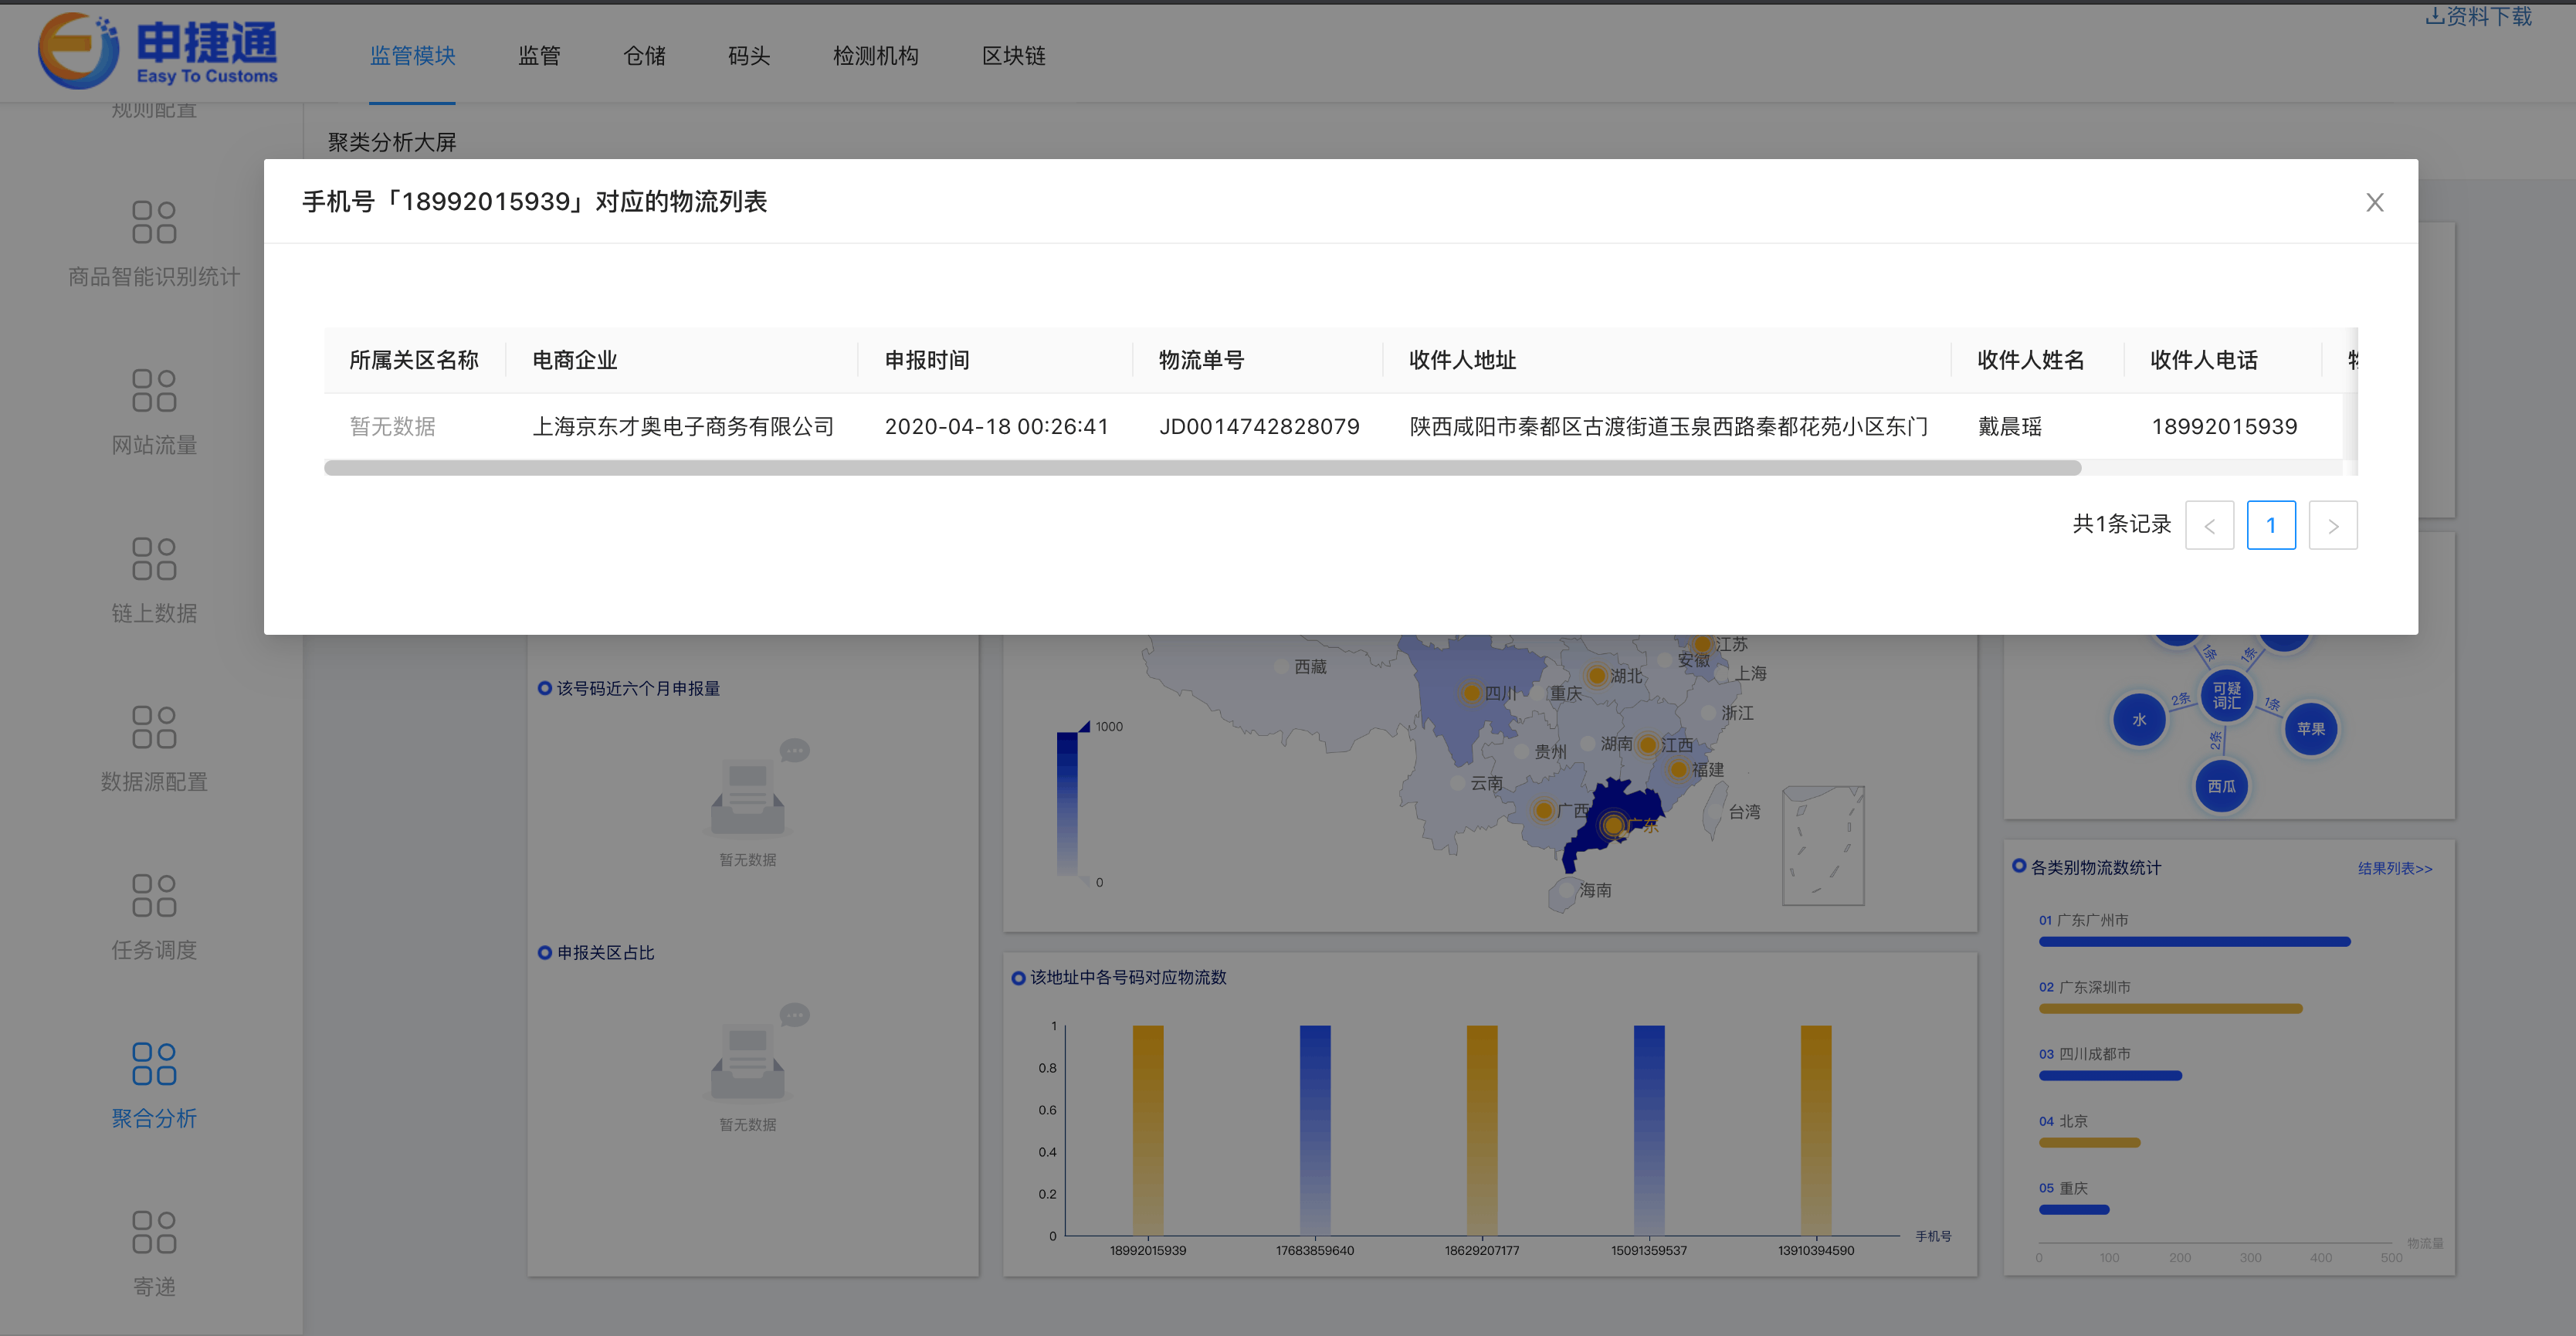 申捷通
Easy To Customs
监管模块 监管 仓储 码头 检测机构 区块链
资料下载
规则配置
商品智能识别统计
网站流量
链上数据
数据源配置
任务调度
聚合分析
寄递
聚类分析大屏
手机号「18992015939」对应的物流列表
所属关区名称 电商企业 申报时间 物流单号 收件人地址 收件人姓名 收件人电话
暂无数据 上海京东才奥电子商务有限公司 2020-04-18 00:26:41 JD0014742828079 陕西咸阳市秦都区古渡街道玉泉西路秦都花苑小区东门 戴晨瑶 18992015939
共1条记录 < 1 >
该号码近六个月申报量
暂无数据
申报关区占比
暂无数据
1000
0
西藏
四川
重庆
湖北
安徽
江苏
上海
浙江
湖南
江西
贵州
福建
云南
广西
广东
台湾
海南
该地址中各号码对应物流数
1
0.8
0.6
0.4
0.2
0
18992015939 17683859640 18629207177 15091359537 13910394590
手机号
1条
1条
2条
1条
2条
可疑
词汇
水
苹果
西瓜
各类别物流数统计 结果列表>>
01 广东广州市
02 广东深圳市
03 四川成都市
04 北京
05 重庆
物流量
0 100 200 300 400 500